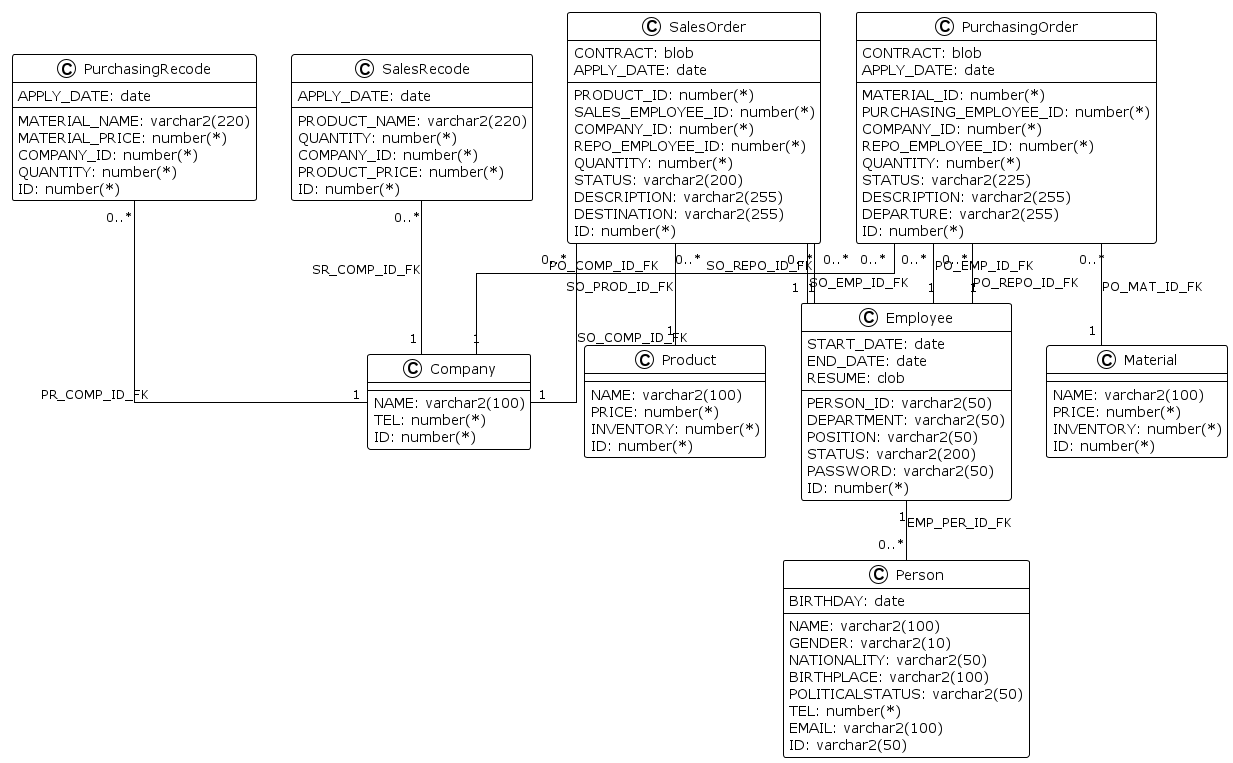 C PurchasingRecode
APPLY_DATE: date
MATERIAL_NAME: varchar2(220)
MATERIAL_PRICE: number(*)
COMPANY_ID: number(*)
QUANTITY: number(*)
ID: number(*)
C SalesRecode
APPLY_DATE: date
PRODUCT_NAME: varchar2(220)
QUANTITY: number(*)
COMPANY_ID: number(*)
PRODUCT_PRICE: number(*)
ID: number(*)
C SalesOrder
CONTRACT: blob
APPLY_DATE: date
PRODUCT_ID: number(*)
SALES_EMPLOYEE_ID: number(*)
COMPANY_ID: number(*)
REPO_EMPLOYEE_ID: number(*)
QUANTITY: number(*)
STATUS: varchar2(200)
DESCRIPTION: varchar2(255)
DESTINATION: varchar2(255)
ID: number(*)
C PurchasingOrder
CONTRACT: blob
APPLY_DATE: date
MATERIAL_ID: number(*)
PURCHASING_EMPLOYEE_ID: number(*)
COMPANY_ID: number(*)
REPO_EMPLOYEE_ID: number(*)
QUANTITY: number(*)
STATUS: varchar2(225)
DESCRIPTION: varchar2(255)
DEPARTURE: varchar2(255)
ID: number(*)
0..*
0..*
0..*
0..*
0..*
0..*
0..*
0..*
0..*
0..*
SR_COMP_ID_FK
PO_COMP_ID_FK
SO_REPO_ID_FK
PO_EMP_ID_FK
SO_PROD_ID_FK
SO_EMP_ID_FK
PO_REPO_ID_FK
PO_MAT_ID_FK
1
1
1
1
1
1
1
1
SO_COMP_ID_FK
PR_COMP_ID_FK
1
1
C Company
NAME: varchar2(100)
TEL: number(*)
ID: number(*)
C Product
NAME: varchar2(100)
PRICE: number(*)
INVENTORY: number(*)
ID: number(*)
C Employee
START_DATE: date
END_DATE: date
RESUME: clob
PERSON_ID: varchar2(50)
DEPARTMENT: varchar2(50)
POSITION: varchar2(50)
STATUS: varchar2(200)
PASSWORD: varchar2(50)
ID: number(*)
C Material
NAME: varchar2(100)
PRICE: number(*)
INVENTORY: number(*)
ID: number(*)
1
EMP_PER_ID_FK
0..*
C Person
BIRTHDAY: date
NAME: varchar2(100)
GENDER: varchar2(10)
NATIONALITY: varchar2(50)
BIRTHPLACE: varchar2(100)
POLITICALSTATUS: varchar2(50)
TEL: number(*)
EMAIL: varchar2(100)
ID: varchar2(50)